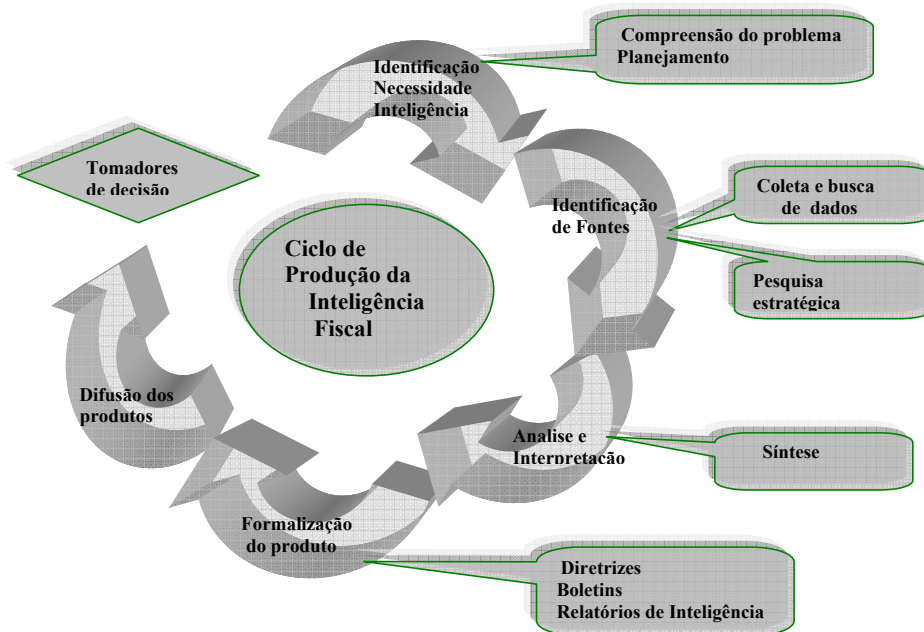 Compreensão do problema
Planejamento
Identificação
Necessidade
Inteligência
Tomadores
de decisão
Coleta e busca
de dados
Identificação
de Fontes
Ciclo de
Produção da
Inteligência
Fiscal
Pesquisa
estratégica
Difusão dos
produtos
Analise e
Interpretação
Síntese
Formalização
do produto
Diretrizes
Boletins
Relatórios de Inteligência